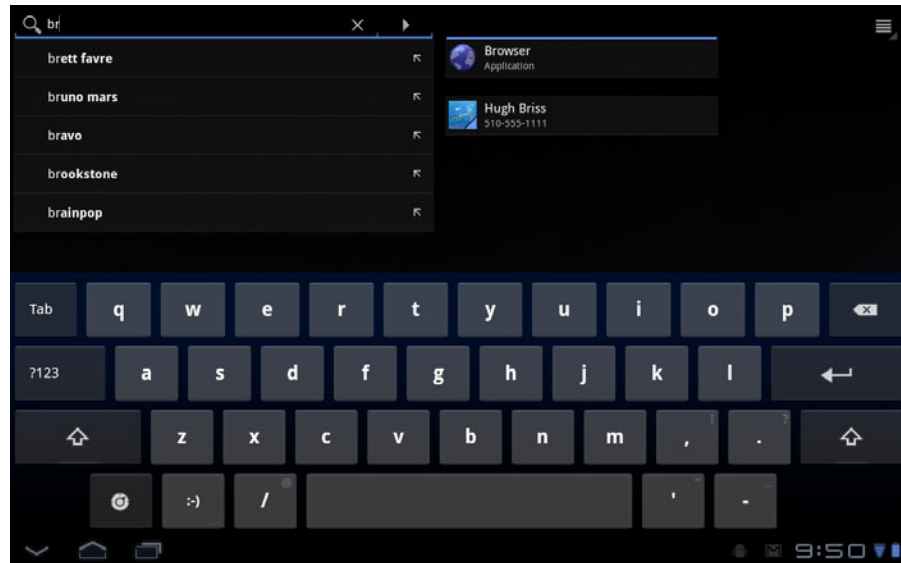 br
brett favre
bruno mars
bravo
brookstone
brainpop
Browser
Application
Hugh Briss
510-555-1111
Tab q w e r t y u i o p
?123 a s d f g h j k l
z x c v b n m , ! . ?
:-) / @ ' " - _
9:50